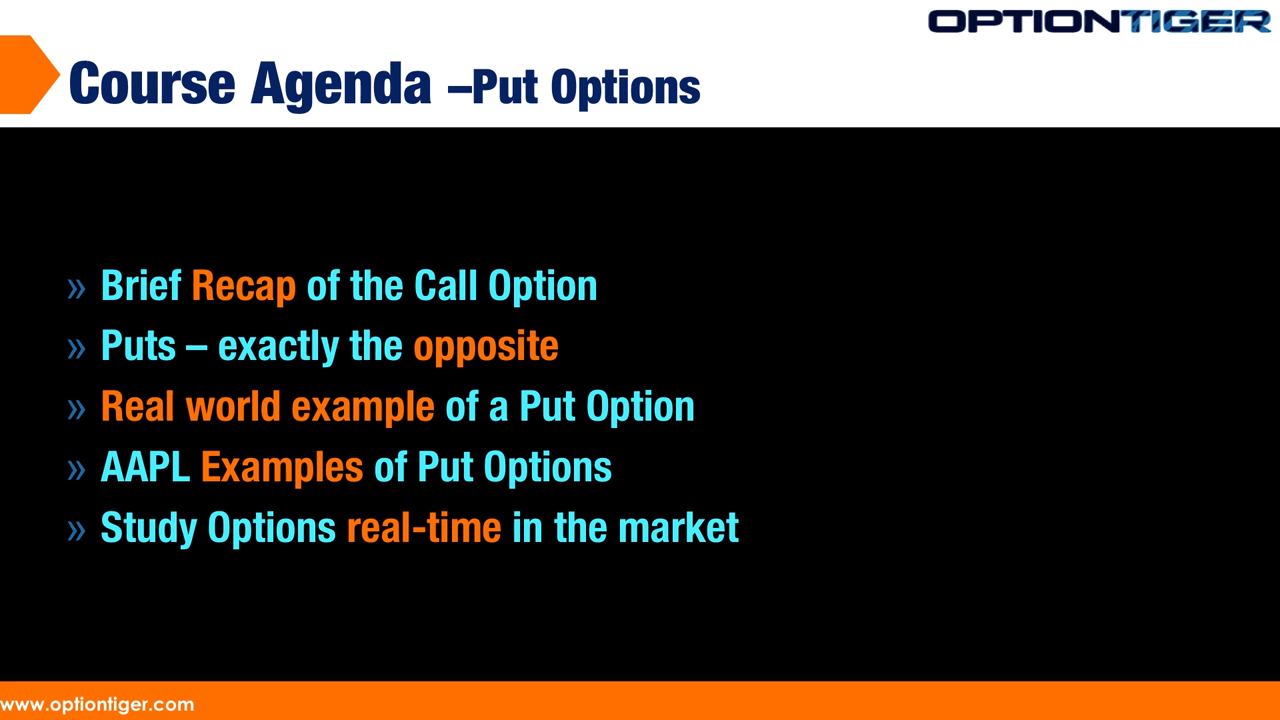 OPTIONTIGER
Course Agenda –Put Options
» Brief Recap of the Call Option
» Puts – exactly the opposite
» Real world example of a Put Option
» AAPL Examples of Put Options
» Study Options real-time in the market
www.optiontiger.com